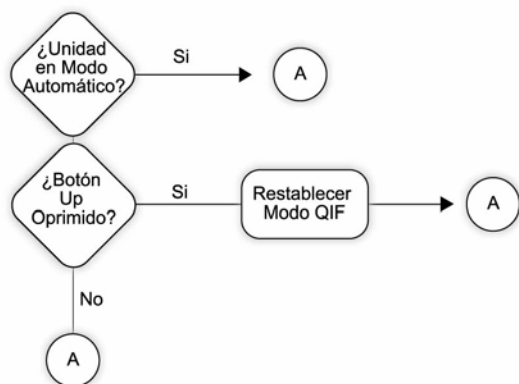 ¿Unidad
en Modo
Automático?
Si
A
¿Botón
Up
Oprimido?
Si
Restablecer
Modo QIF
A
No
A